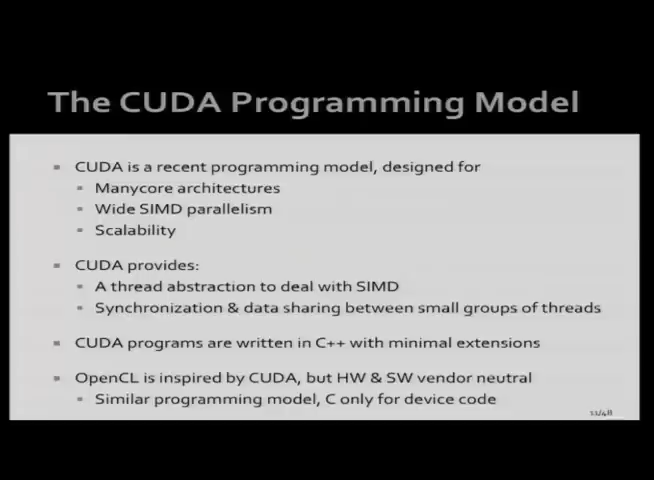 The CUDA Programming Model
CUDA is a recent programming model, designed for
Manycore architectures
Wide SIMD parallelism
Scalability
CUDA provides:
A thread abstraction to deal with SIMD
Synchronization & data sharing between small groups of threads
CUDA programs are written in C++ with minimal extensions
OpenCL is inspired by CUDA, but HW & SW vendor neutral
Similar programming model, C only for device code